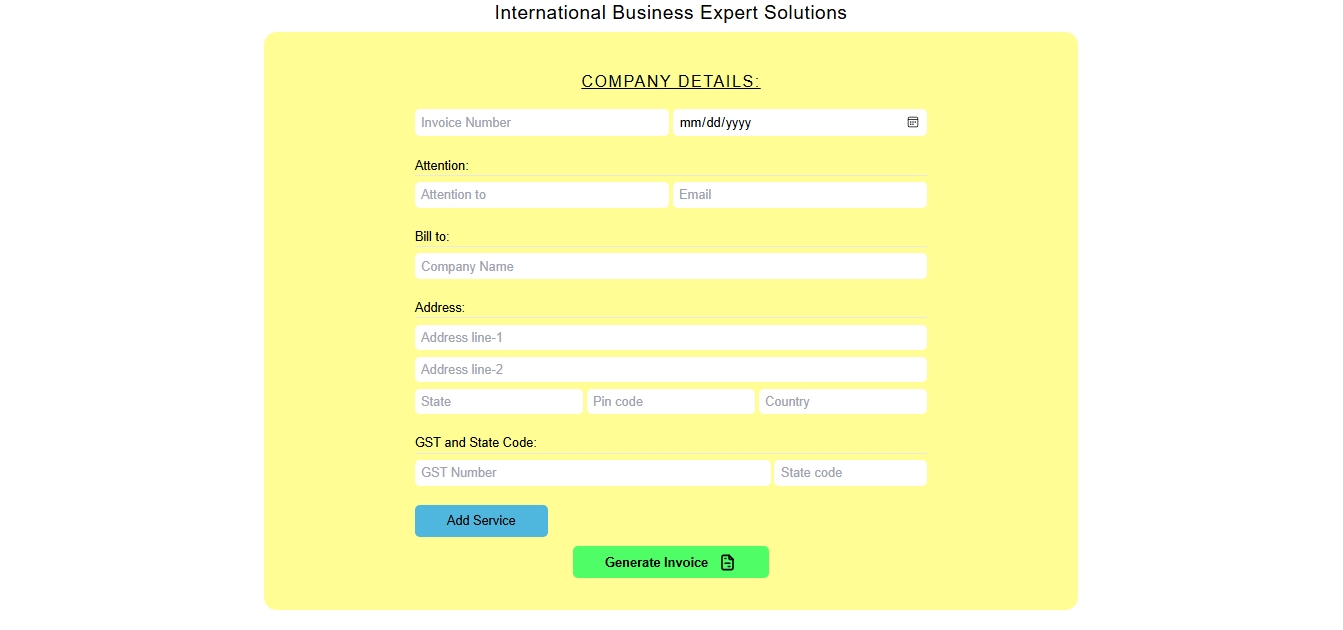 International Business Expert Solutions
COMPANY DETAILS:
Invoice Number mm/dd/yyyy
Attention:
Attention to Email
Bill to:
Company Name
Address:
Address line-1
Address line-2
State Pin code Country
GST and State Code:
GST Number State code
Add Service
Generate Invoice